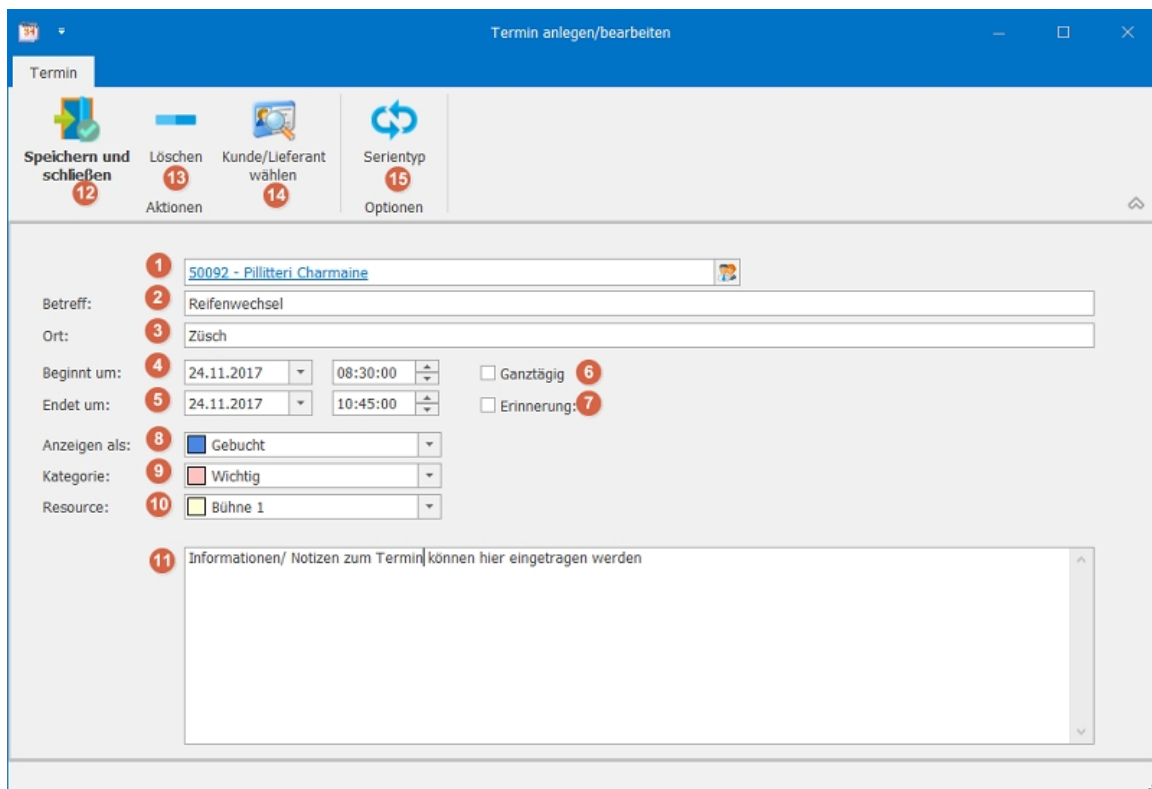 34
Termin anlegen/bearbeiten
Termin
Speichern und schließen
12
Löschen
13
Kunde/Lieferant wählen
14
Serientyp
15
Aktionen
Optionen
1 50092 - Pillitteri Charmaine
Betreff: 2 Reifenwechsel
Ort: 3 Züsch
Beginnt um: 4 24.11.2017 08:30:00 Ganztägig 6
Endet um: 5 24.11.2017 10:45:00 Erinnerung: 7
Anzeigen als: 8 Gebucht
Kategorie: 9 Wichtig
Resource: 10 Bühne 1
11 Informationen/ Notizen zum Termin können hier eingetragen werden